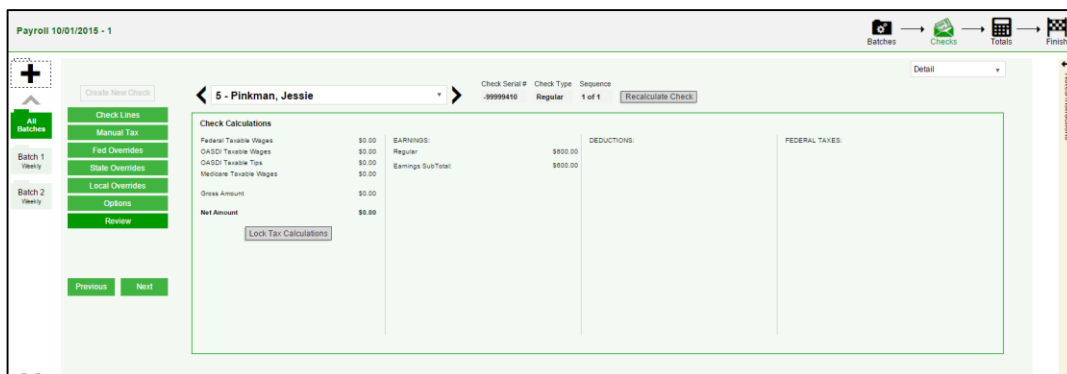 Payroll 10/01/2015 - 1
Batches
Checks
Totals
Finish
Detail
Create New Check
5 - Pinkman, Jessie
Check Serial # Check Type Sequence
-99999410 Regular 1 of 1
Recalculate Check
All
Batches
Batch 1
Weekly
Batch 2
Weekly
Check Lines
Manual Tax
Fed Overrides
State Overrides
Local Overrides
Options
Review
Previous
Next
Check Calculations
Federal Taxable Wages $0.00
OASDI Taxable Wages $0.00
OASDI Taxable Tips $0.00
Medicare Taxable Wages $0.00
Gross Amount $0.00
Net Amount $0.00
Lock Tax Calculations
EARNINGS:
Regular $600.00
Earnings SubTotal: $600.00
DEDUCTIONS:
FEDERAL TAXES: